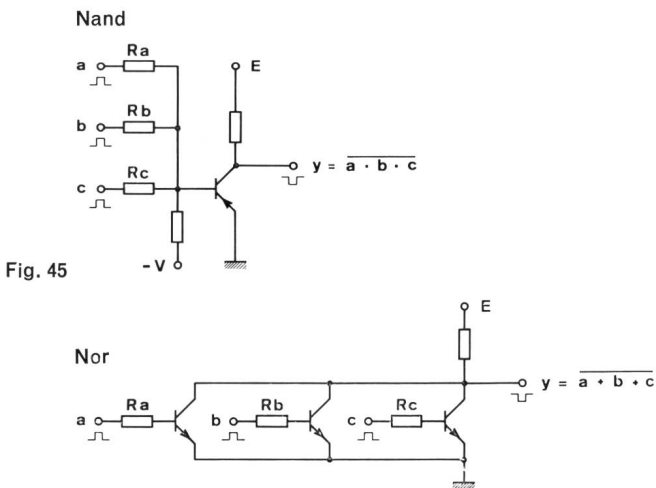 Nand
a Ra
E
b Rb
c Rc
y = a · b · c
Fig. 45
-V
E
Nor
y = a + b + c
a Ra
b Rb
c Rc